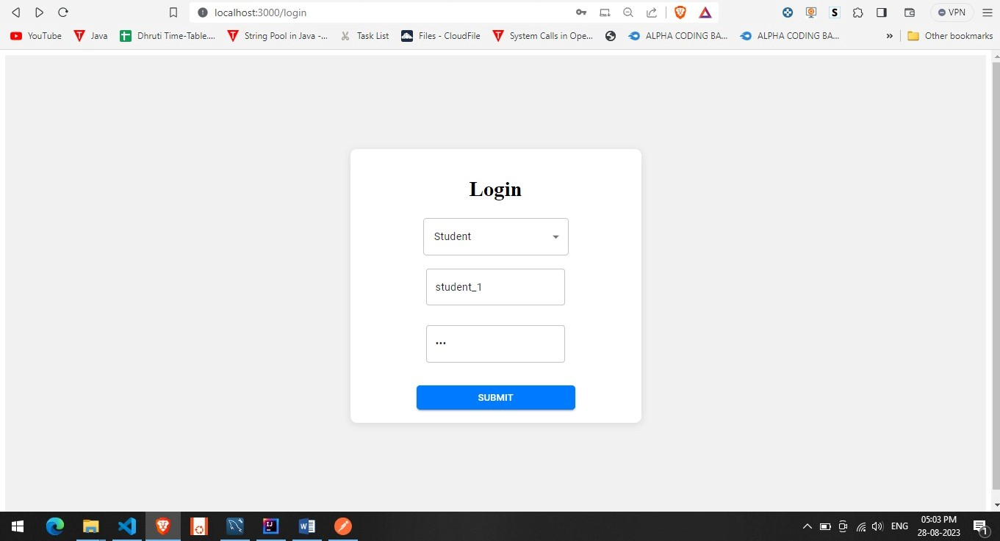 localhost:3000/login
VPN
YouTube
Java
Dhruti Time-Table....
String Pool in Java -...
Task List
Files - CloudFile
System Calls in Ope...
ALPHA CODING BA...
ALPHA CODING BA...
Other bookmarks
Login
Student
student_1
•••
SUBMIT
ENG
05:03 PM
28-08-2023
1